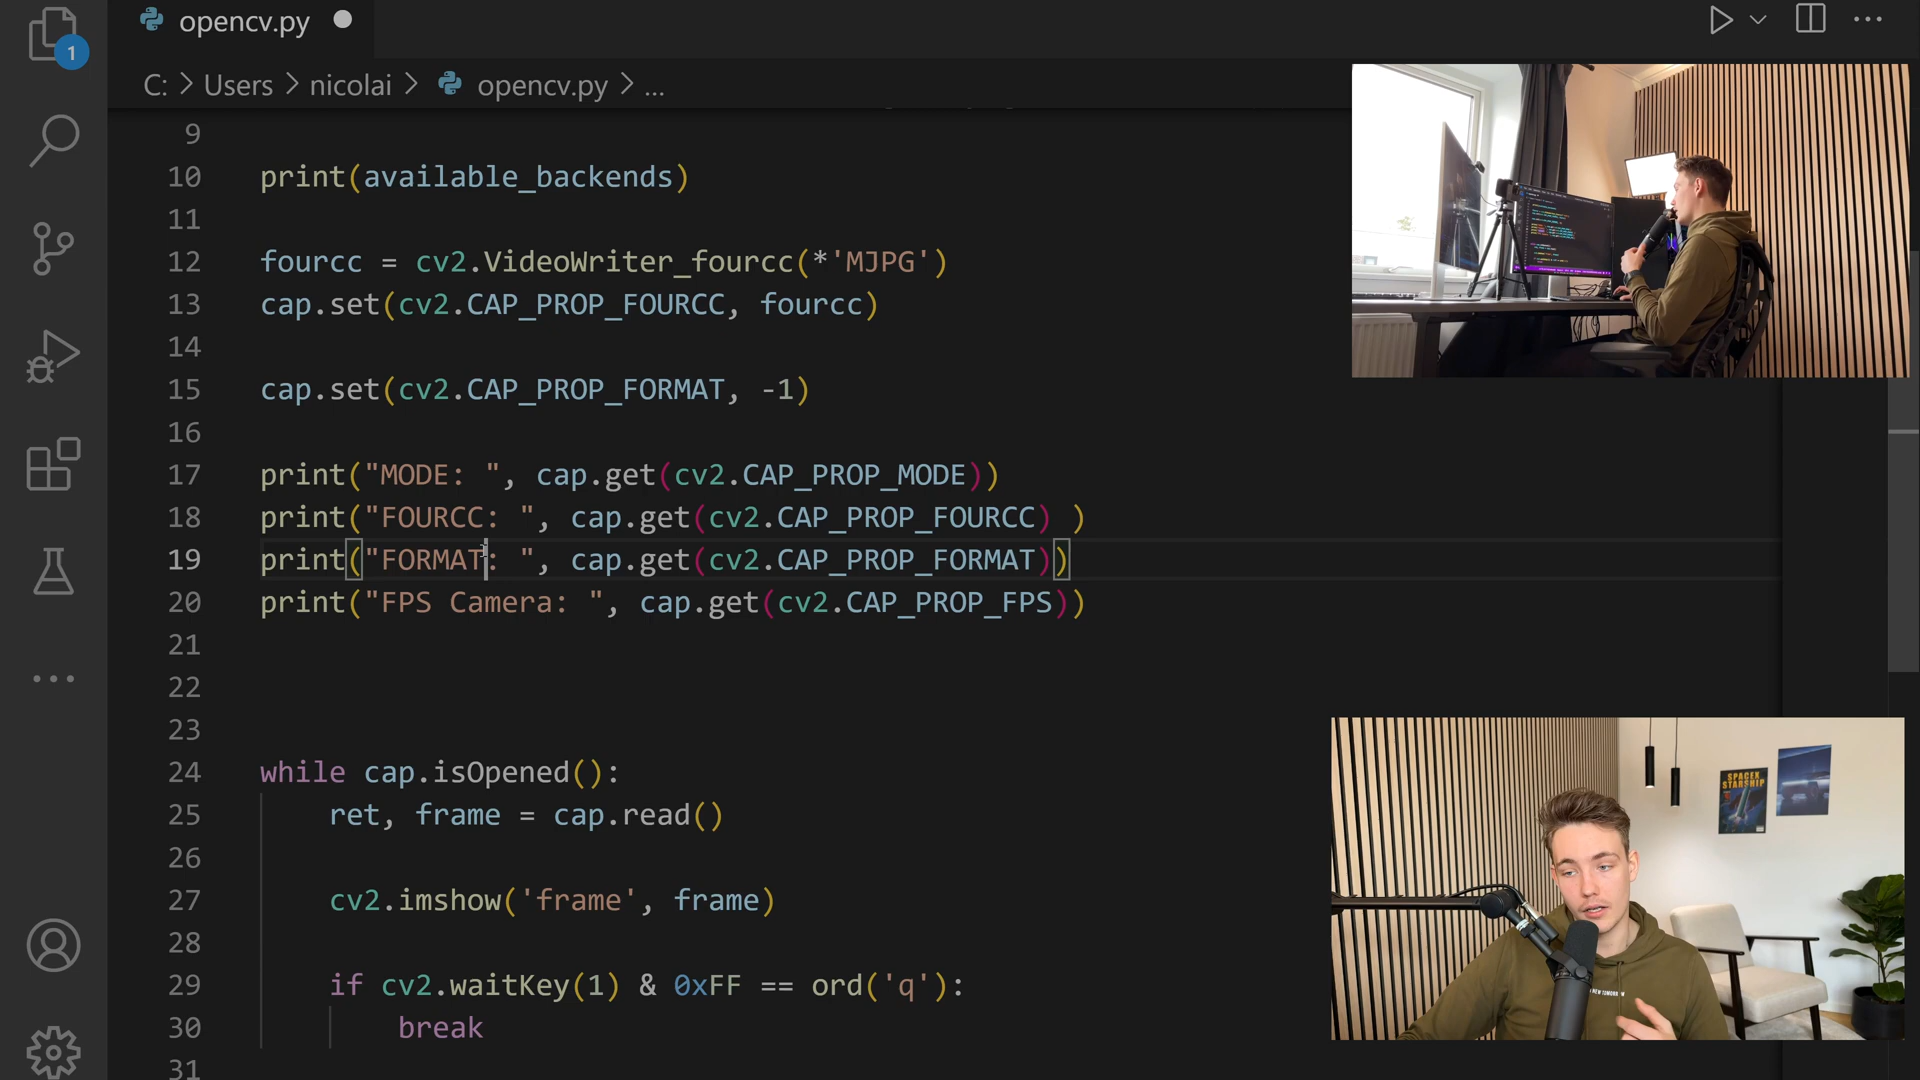 opencv.py
1
C: > Users > nicolai > opencv.py > ...
9
10 print(available_backends)
11
12 fourcc = cv2.VideoWriter_fourcc(*'MJPG')
13 cap.set(cv2.CAP_PROP_FOURCC, fourcc)
14
15 cap.set(cv2.CAP_PROP_FORMAT, -1)
16
17 print("MODE: ", cap.get(cv2.CAP_PROP_MODE))
18 print("FOURCC: ", cap.get(cv2.CAP_PROP_FOURCC) )
19 print("FORMAT: ", cap.get(cv2.CAP_PROP_FORMAT))
20 print("FPS Camera: ", cap.get(cv2.CAP_PROP_FPS))
21
22
23
24 while cap.isOpened():
25 ret, frame = cap.read()
26
27 cv2.imshow('frame', frame)
28
29 if cv2.waitKey(1) & 0xFF == ord('q'):
30 break
31
SPACEX
STARSHIP